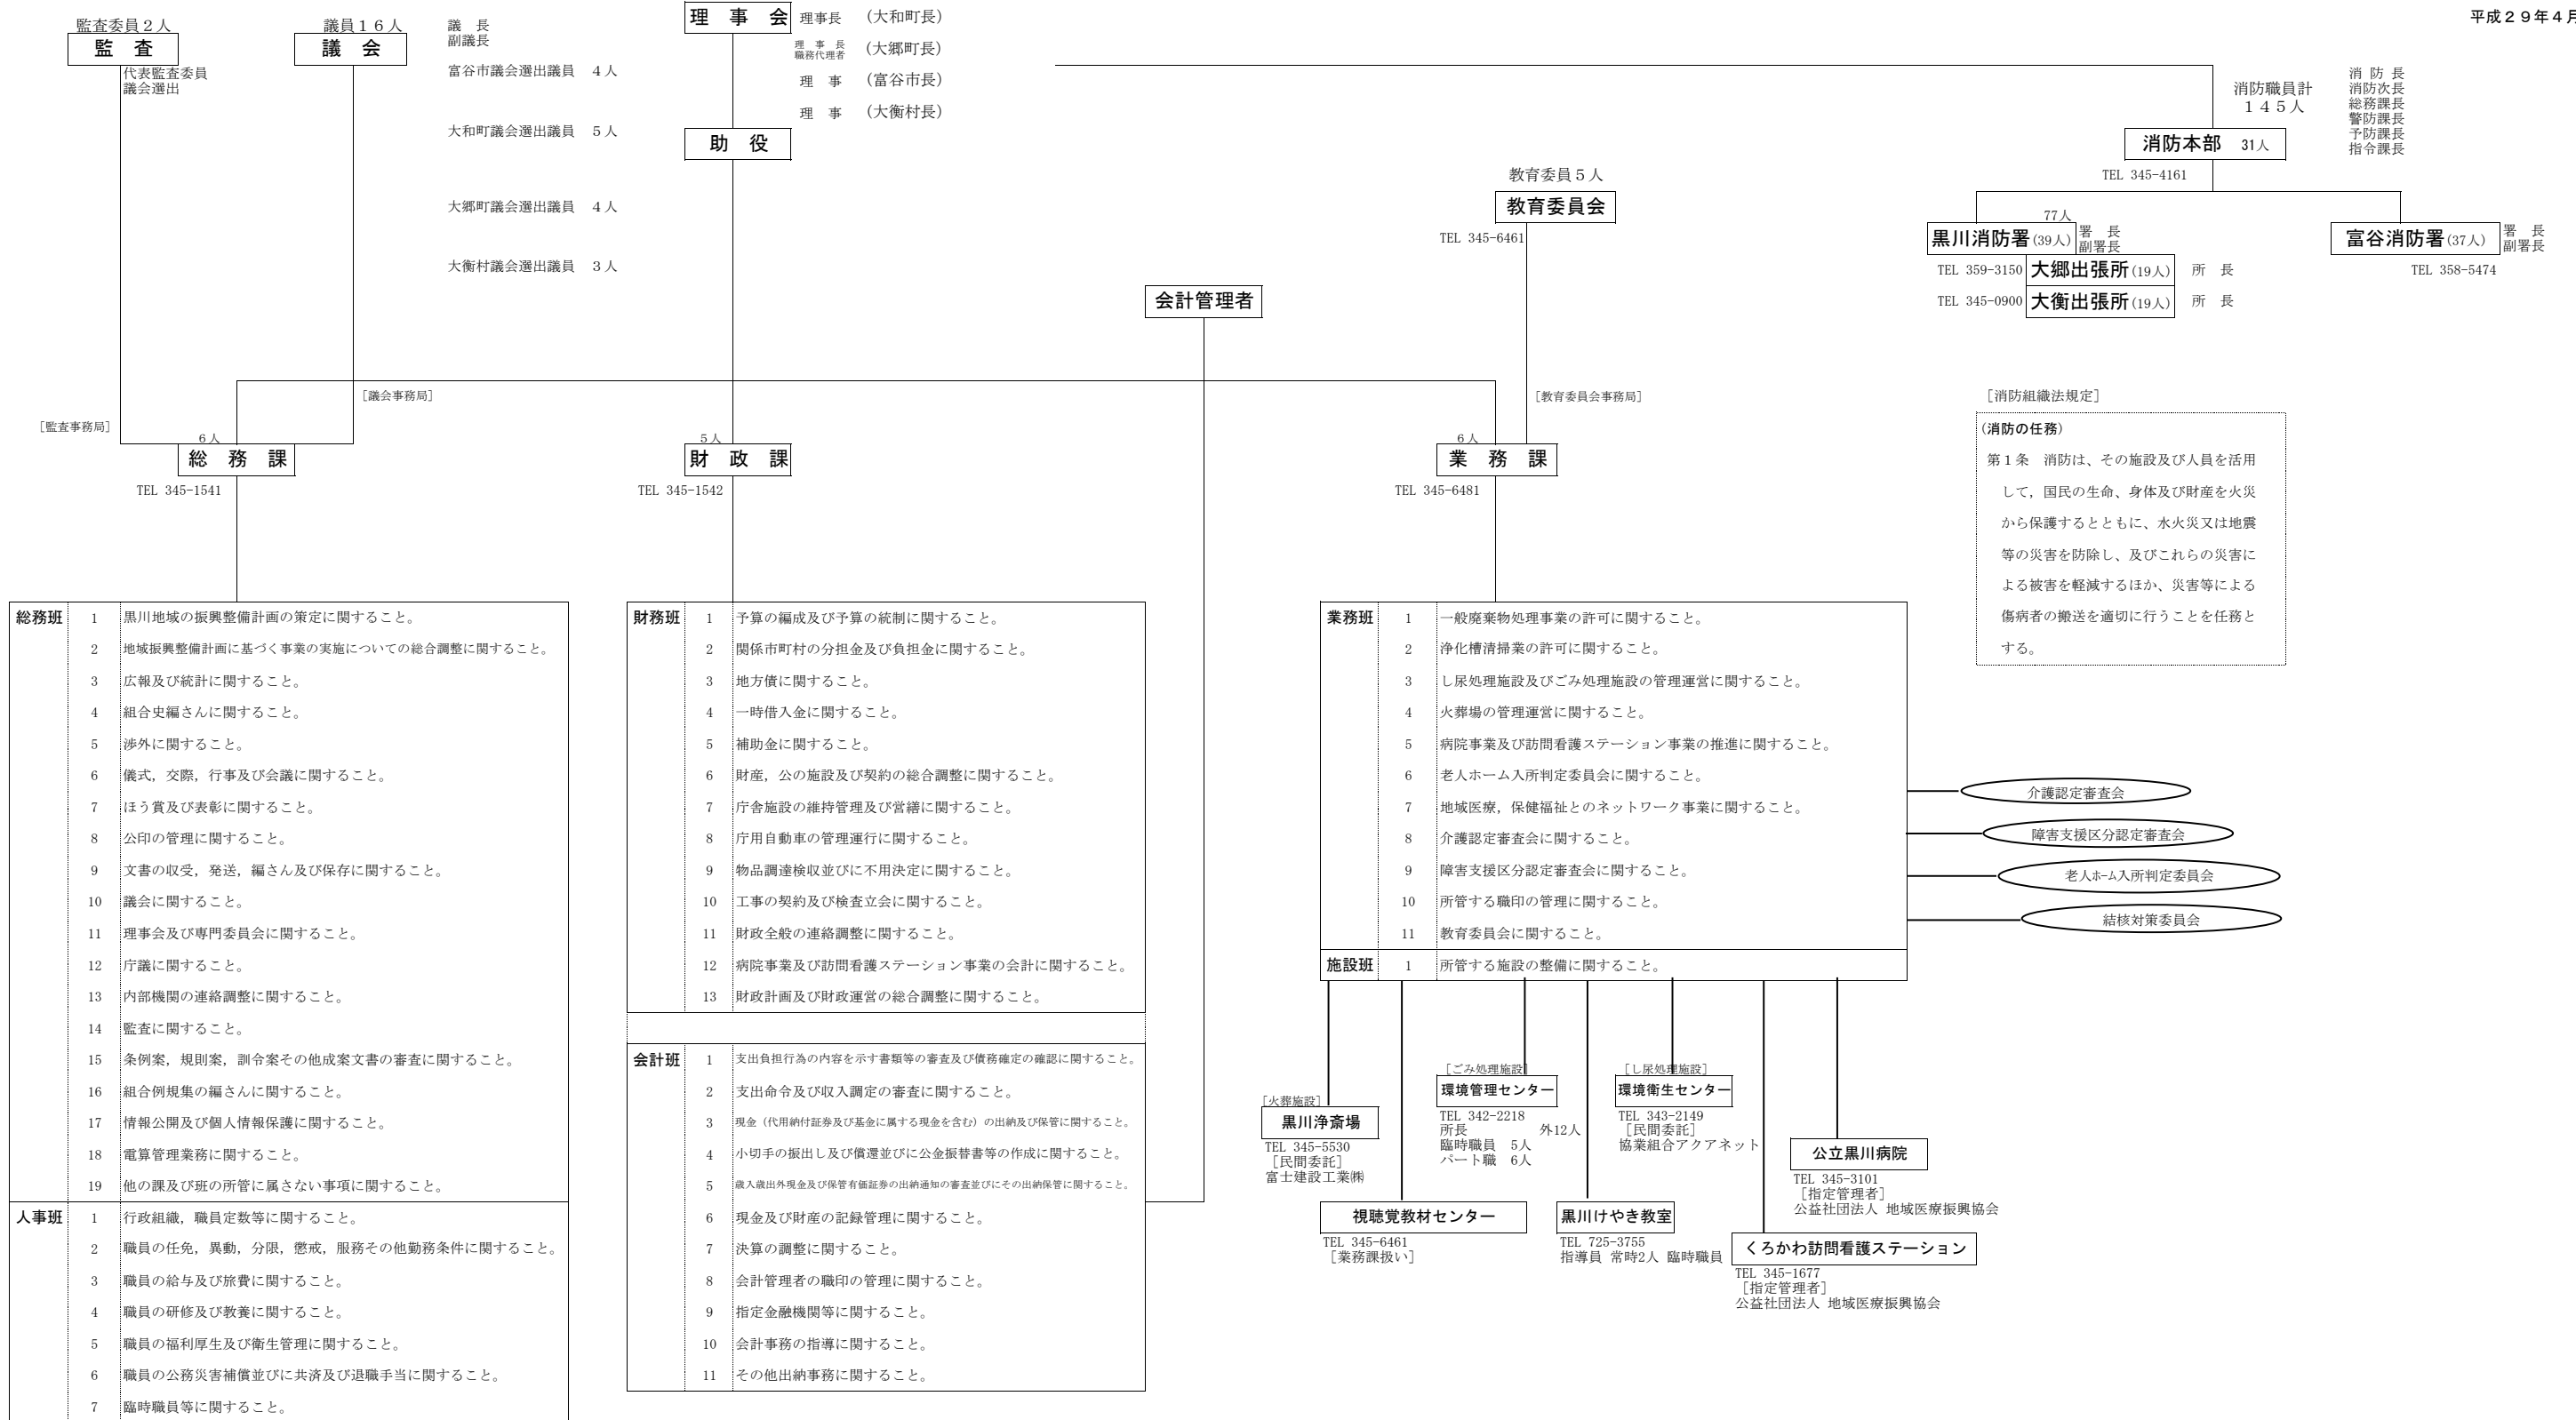 平成２９年４月
監査委員２人
監　査
代表監査委員
議会選出
議員１６人
議　会
議　長
副議長
富谷市議会選出議員　４人
大和町議会選出議員　５人
大郷町議会選出議員　４人
大衡村議会選出議員　３人
理　事　会
理事長　（大和町長）
理　事　長
職務代理者
（大郷町長）
理　事　（富谷市長）
理　事　（大衡村長）
助　役
教育委員５人
教育委員会
TEL 345-6461
会計管理者
消防職員計
１４５人
消 防 長
消防次長
総務課長
警防課長
予防課長
指令課長
消防本部　31人
TEL 345-4161
77人
黒川消防署(39人)
署　長
副署長
TEL 359-3150 大郷出張所(19人)　所　長
TEL 345-0900 大衡出張所(19人)　所　長
富谷消防署(37人)
署　長
副署長
TEL 358-5474
［監査事務局］
［議会事務局］
［教育委員会事務局］
６人
総　務　課
TEL 345-1541
５人
財　政　課
TEL 345-1542
６人
業　務　課
TEL 345-6481
［消防組織法規定］
（消防の任務）
第１条　消防は、その施設及び人員を活用
して，国民の生命、身体及び財産を火災
から保護するとともに、水火災又は地震
等の災害を防除し、及びこれらの災害に
よる被害を軽減するほか、災害等による
傷病者の搬送を適切に行うことを任務と
する。
総務班　1　黒川地域の振興整備計画の策定に関すること。
2　地域振興整備計画に基づく事業の実施についての総合調整に関すること。
3　広報及び統計に関すること。
4　組合史編さんに関すること。
5　渉外に関すること。
6　儀式，交際，行事及び会議に関すること。
7　ほう賞及び表彰に関すること。
8　公印の管理に関すること。
9　文書の収受，発送，編さん及び保存に関すること。
10　議会に関すること。
11　理事会及び専門委員会に関すること。
12　庁議に関すること。
13　内部機関の連絡調整に関すること。
14　監査に関すること。
15　条例案，規則案，訓令案その他成案文書の審査に関すること。
16　組合例規集の編さんに関すること。
17　情報公開及び個人情報保護に関すること。
18　電算管理業務に関すること。
19　他の課及び班の所管に属さない事項に関すること。
人事班　1　行政組織，職員定数等に関すること。
2　職員の任免，異動，分限，懲戒，服務その他勤務条件に関すること。
3　職員の給与及び旅費に関すること。
4　職員の研修及び教養に関すること。
5　職員の福利厚生及び衛生管理に関すること。
6　職員の公務災害補償並びに共済及び退職手当に関すること。
7　臨時職員等に関すること。
財務班　1　予算の編成及び予算の統制に関すること。
2　関係市町村の分担金及び負担金に関すること。
3　地方債に関すること。
4　一時借入金に関すること。
5　補助金に関すること。
6　財産，公の施設及び契約の総合調整に関すること。
7　庁舎施設の維持管理及び営繕に関すること。
8　庁用自動車の管理運行に関すること。
9　物品調達検収並びに不用決定に関すること。
10　工事の契約及び検査立会に関すること。
11　財政全般の連絡調整に関すること。
12　病院事業及び訪問看護ステーション事業の会計に関すること。
13　財政計画及び財政運営の総合調整に関すること。
会計班　1　支出負担行為の内容を示す書類等の審査及び債務確定の確認に関すること。
2　支出命令及び収入調定の審査に関すること。
3　現金（代用納付証券及び基金に属する現金を含む）の出納及び保管に関すること。
4　小切手の振出し及び償還並びに公金振替書等の作成に関すること。
5　歳入歳出外現金及び保管有価証券の出納通知の審査並びにその出納保管に関すること。
6　現金及び財産の記録管理に関すること。
7　決算の調整に関すること。
8　会計管理者の職印の管理に関すること。
9　指定金融機関等に関すること。
10　会計事務の指導に関すること。
11　その他出納事務に関すること。
業務班　1　一般廃棄物処理事業の許可に関すること。
2　浄化槽清掃業の許可に関すること。
3　し尿処理施設及びごみ処理施設の管理運営に関すること。
4　火葬場の管理運営に関すること。
5　病院事業及び訪問看護ステーション事業の推進に関すること。
6　老人ホーム入所判定委員会に関すること。
7　地域医療，保健福祉とのネットワーク事業に関すること。
8　介護認定審査会に関すること。
9　障害支援区分認定審査会に関すること。
10　所管する職印の管理に関すること。
11　教育委員会に関すること。
施設班　1　所管する施設の整備に関すること。
介護認定審査会
障害支援区分認定審査会
老人ﾎｰﾑ入所判定委員会
結核対策委員会
［火葬施設］
黒川浄斎場
TEL 345-5530
［民間委託］
富士建設工業㈱
［ごみ処理施設］
環境管理センター
TEL 342-2218
所長　　　　　外12人
臨時職員　5人
パート職　6人
［し尿処理施設］
環境衛生センター
TEL 343-2149
［民間委託］
協業組合アクアネット
公立黒川病院
TEL 345-3101
［指定管理者］
公益社団法人 地域医療振興協会
視聴覚教材センター
TEL 345-6461
［業務課扱い］
黒川けやき教室
TEL 725-3755
指導員 常時2人 臨時職員
くろかわ訪問看護ステーション
TEL 345-1677
［指定管理者］
公益社団法人 地域医療振興協会